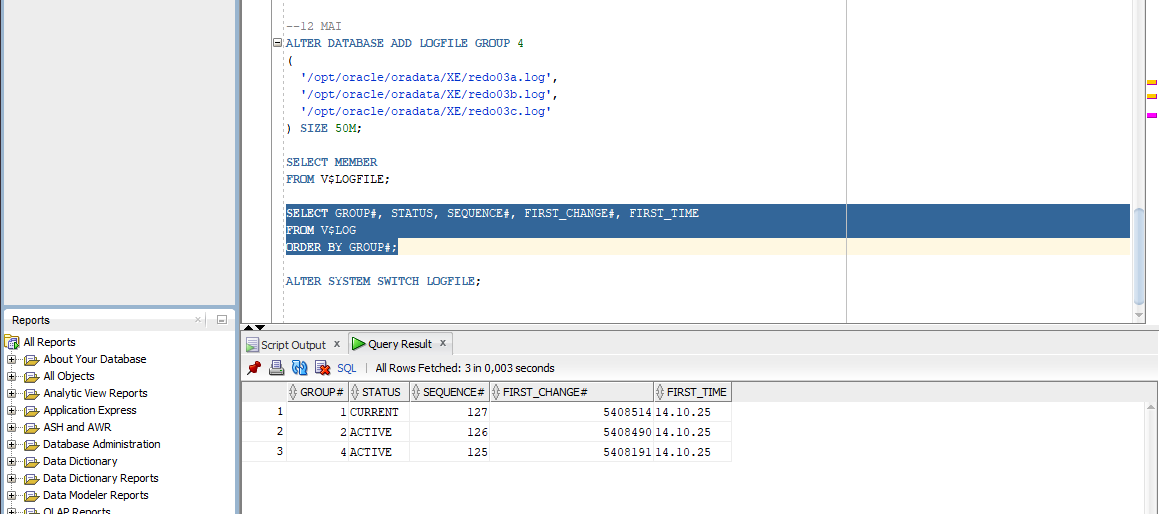 --12 MAI
ALTER DATABASE ADD LOGFILE GROUP 4
(
'/opt/oracle/oradata/XE/redo03a.log',
'/opt/oracle/oradata/XE/redo03b.log',
'/opt/oracle/oradata/XE/redo03c.log'
) SIZE 50M;
SELECT MEMBER
FROM V$LOGFILE;
SELECT GROUP#, STATUS, SEQUENCE#, FIRST_CHANGE#, FIRST_TIME
FROM V$LOG
ORDER BY GROUP#;
ALTER SYSTEM SWITCH LOGFILE;
Reports
All Reports
About Your Database
All Objects
Analytic View Reports
Application Express
ASH and AWR
Database Administration
Data Dictionary
Data Dictionary Reports
Data Modeler Reports
OLAP Reports
Script Output x Query Result x
SQL | All Rows Fetched: 3 in 0,003 seconds
GROUP# STATUS SEQUENCE# FIRST_CHANGE# FIRST_TIME
1 1 CURRENT 127 5408514 14.10.25
2 2 ACTIVE 126 5408490 14.10.25
3 4 ACTIVE 125 5408191 14.10.25